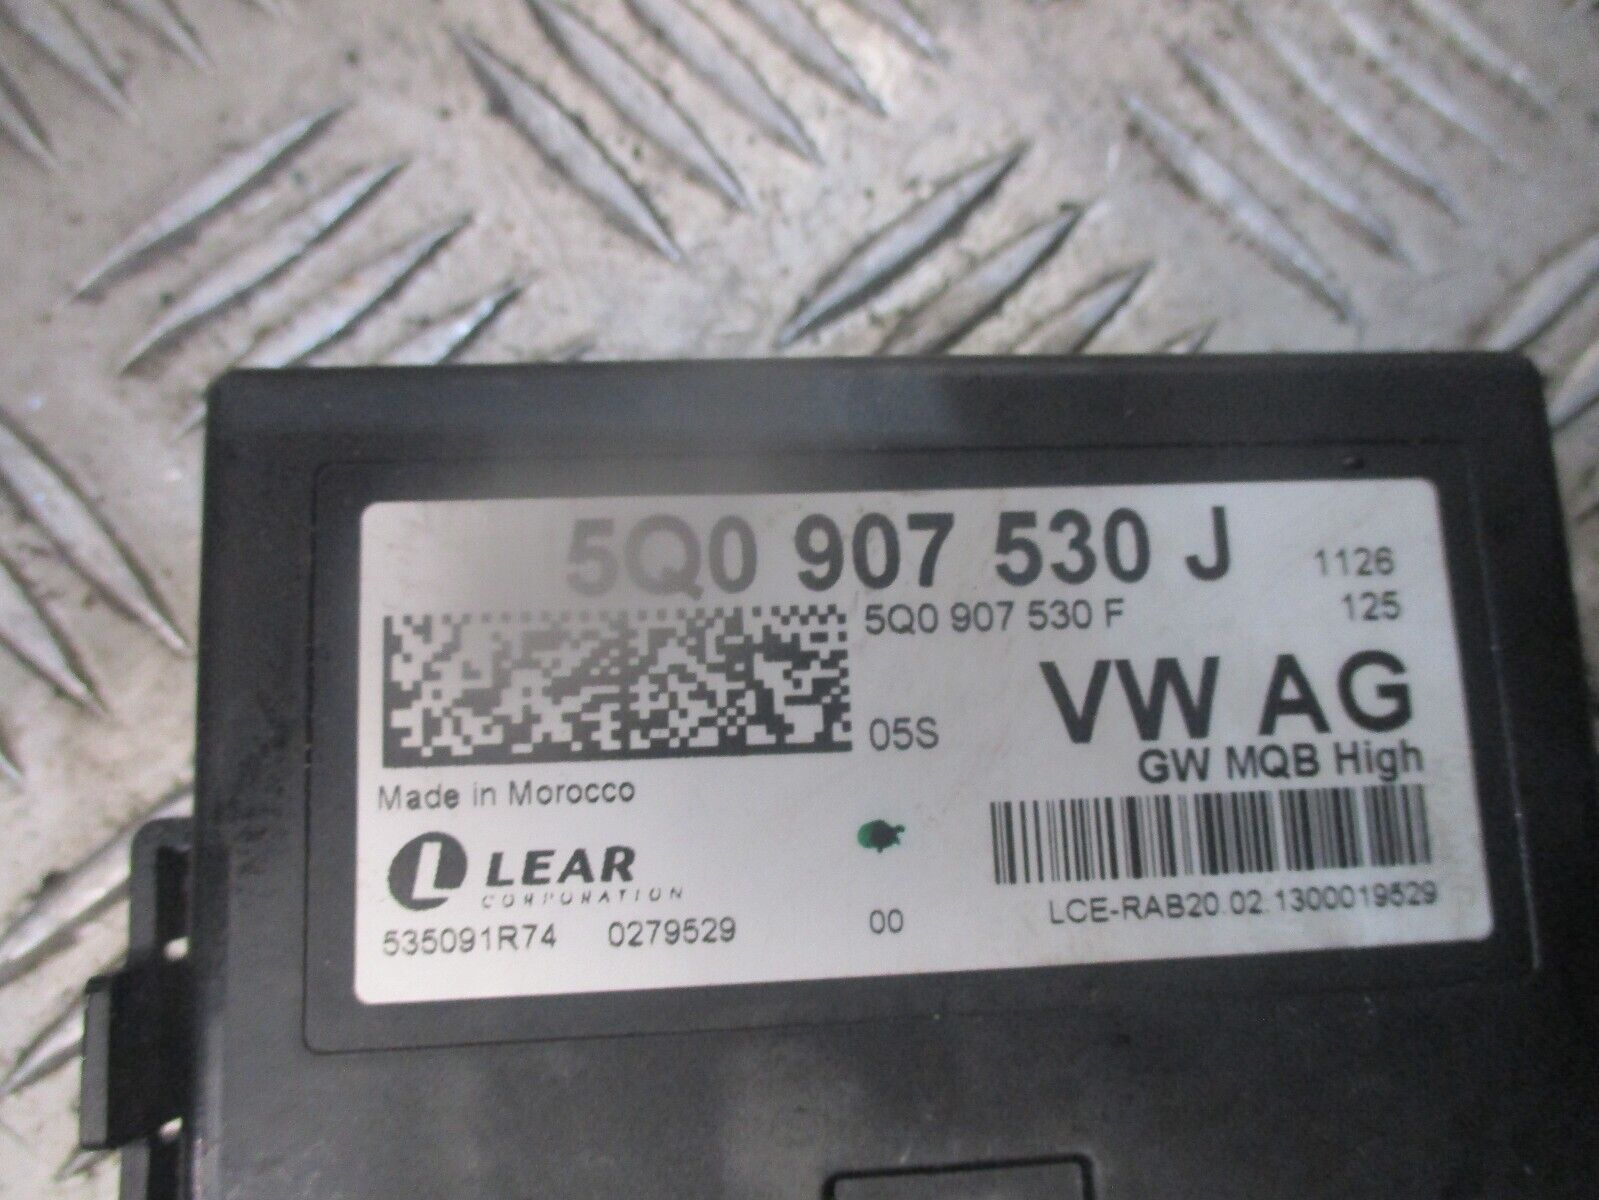 5Q0 907 530 J 1126
5Q0 907 530 F 125
05S VW AG
GW MQB High
Made in Morocco
L LEAR
CORPORATION
LCE-RAB20.02.1300019529
535091R74 0279529 00